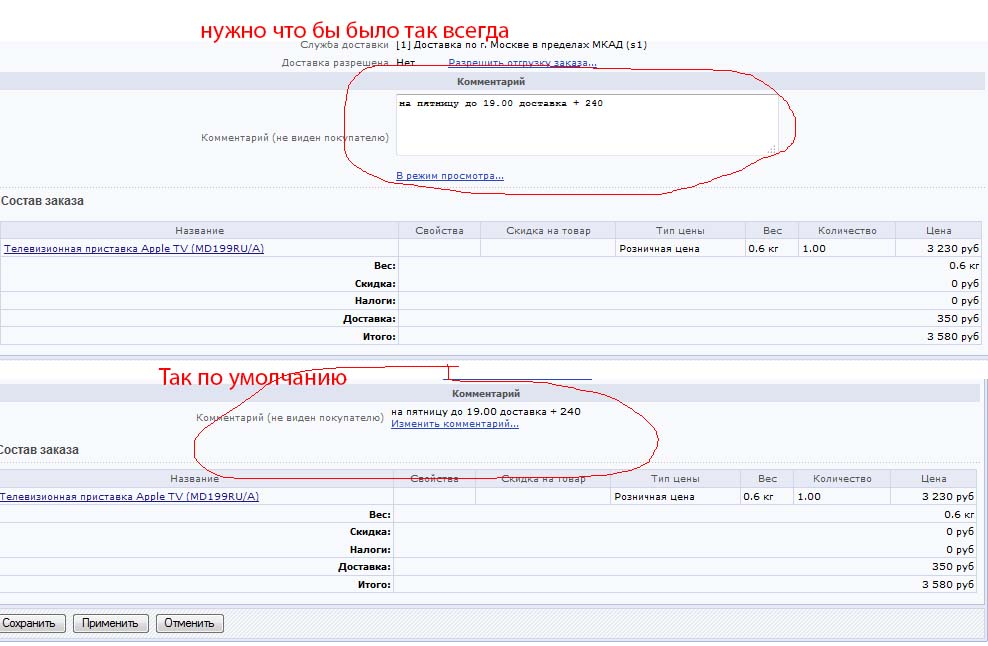 нужно что бы было так всегда
Служба доставки [1] Доставка по г. Москве в пределах МКАД (s1)
Доставка разрешена Нет Разрешить отгрузку заказа...
Комментарий
на пятницу до 19.00 доставка + 240
Комментарий (не виден покупателю)
В режим просмотра...
Состав заказа
Название Свойства Скидка на товар Тип цены Вес Количество Цена
Телевизионная приставка Apple TV (MD199RU/A) Розничная цена 0.6 кг 1.00 3 230 руб
Вес: 0.6 кг
Скидка: 0 руб
Налоги: 0 руб
Доставка: 350 руб
Итого: 3 580 руб
Так по умолчанию
Комментарий
Комментарий (не виден покупателю) на пятницу до 19.00 доставка + 240
Изменить комментарий...
Состав заказа
Название Свойства Скидка на товар Тип цены Вес Количество Цена
Телевизионная приставка Apple TV (MD199RU/A) Розничная цена 0.6 кг 1.00 3 230 руб
Вес: 0.6 кг
Скидка: 0 руб
Налоги: 0 руб
Доставка: 350 руб
Итого: 3 580 руб
Сохранить Применить Отменить